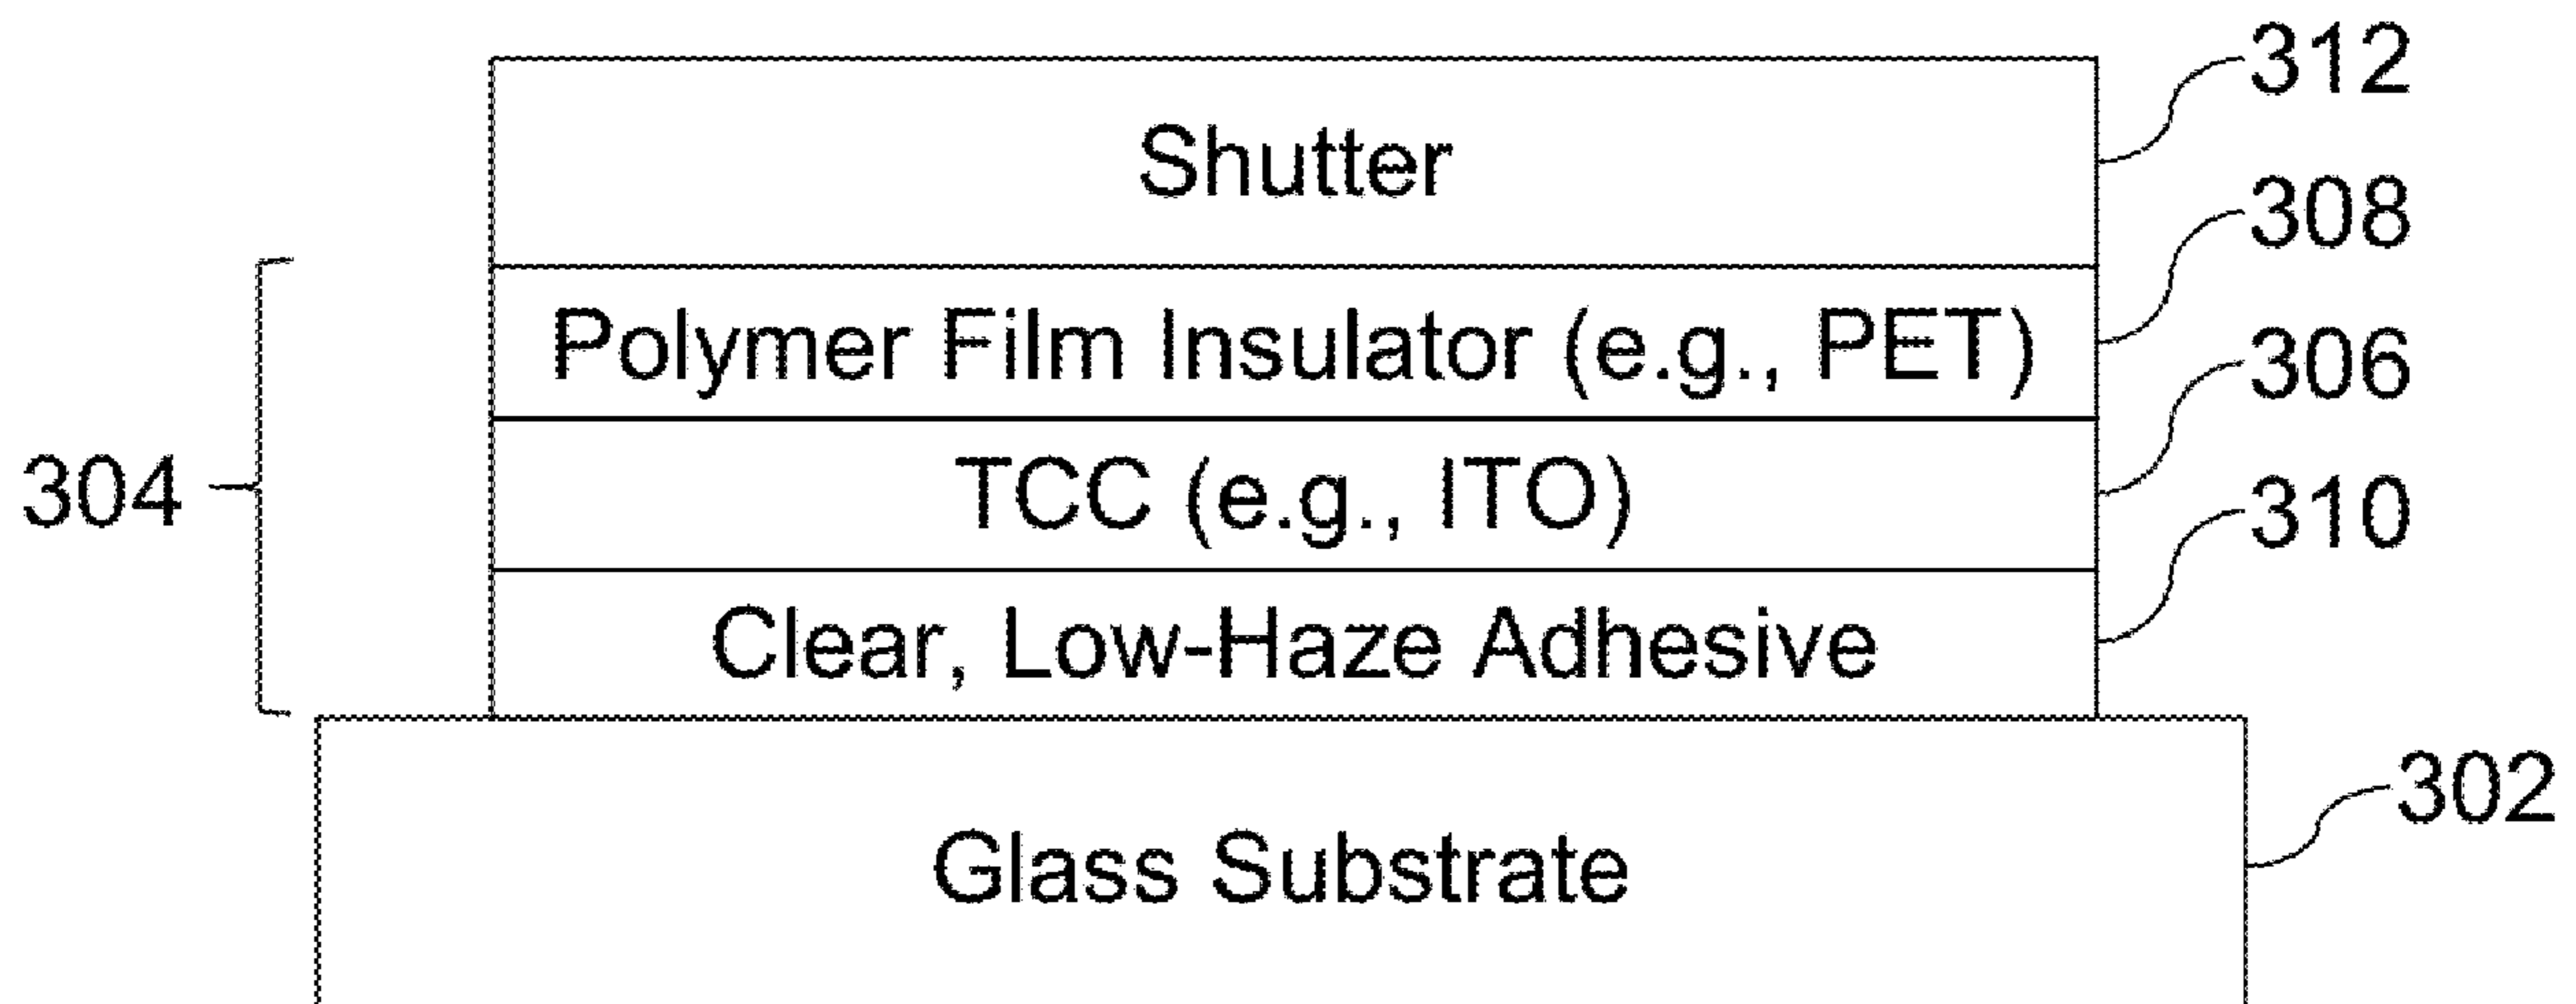 312
Shutter
308
Polymer Film Insulator (e.g., PET)
306
304
TCC (e.g., ITO)
310
Clear, Low-Haze Adhesive
302
Glass Substrate